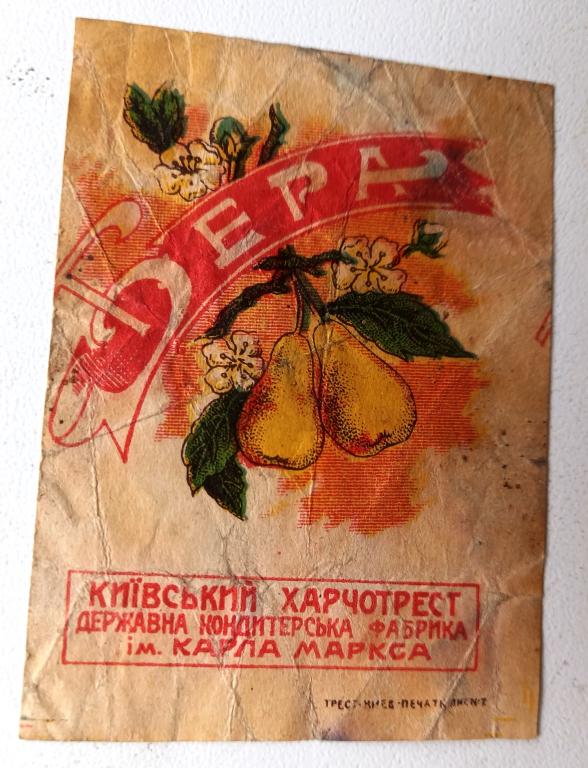 БЕРА
КИЇВСЬКИЙ ХАРЧОТРЕСТ
ДЕРЖАВНА КОНДИТЕРСЬКА ФАБРИКА
ім. КАРЛА МАРКСА
ТРЕСТ-КИЕВ-ПЕЧАТЬ